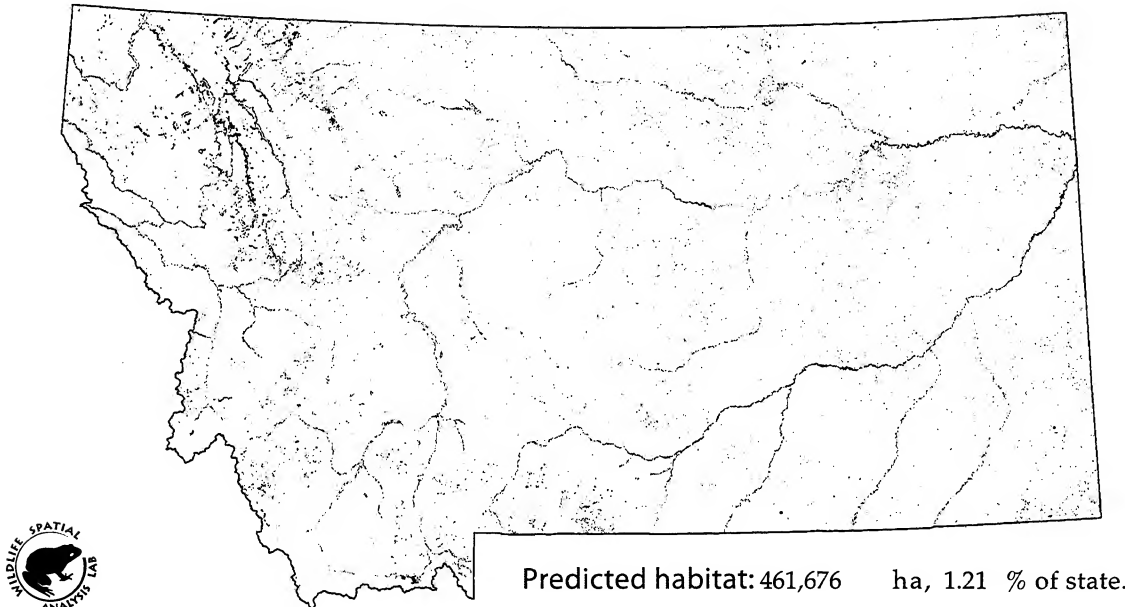 WILDLIFE SPATIAL ANALYSIS LAB
Predicted habitat: 461,676 ha, 1.21 % of state.